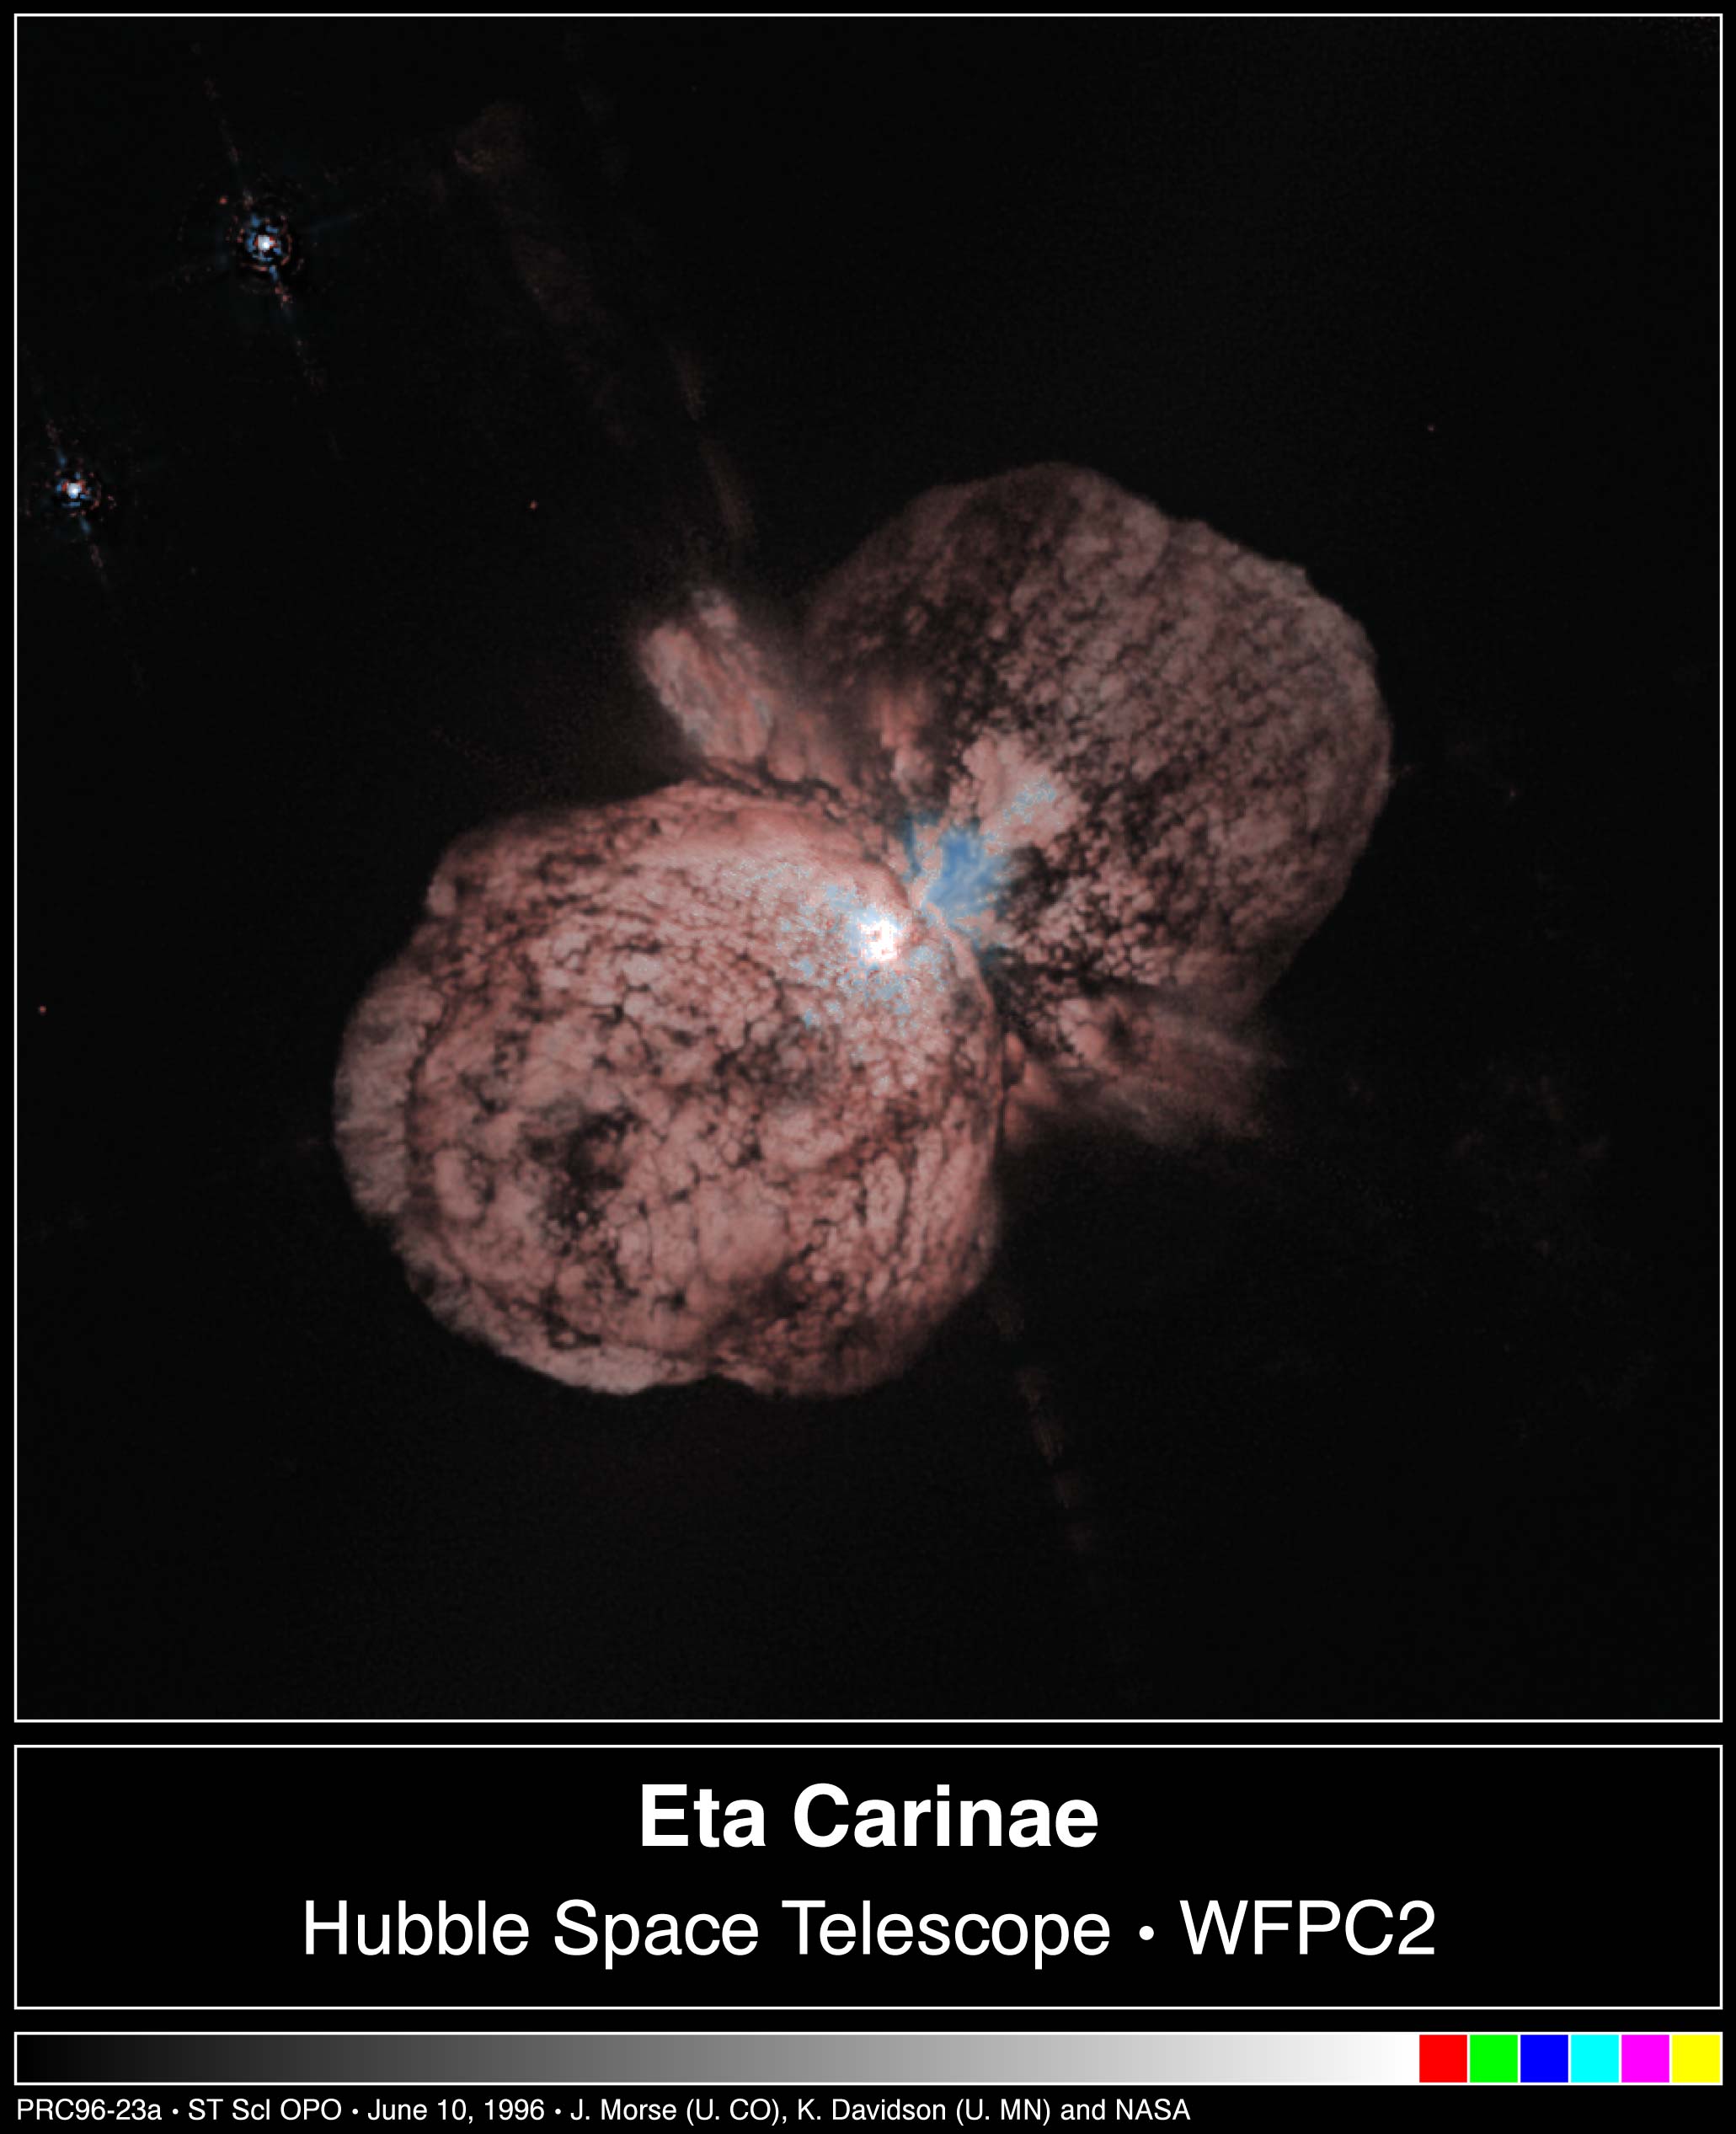 Eta Carinae
Hubble Space Telescope • WFPC2
PRC96-23a • ST ScI OPO • June 10, 1996 • J. Morse (U. CO), K. Davidson (U. MN) and NASA